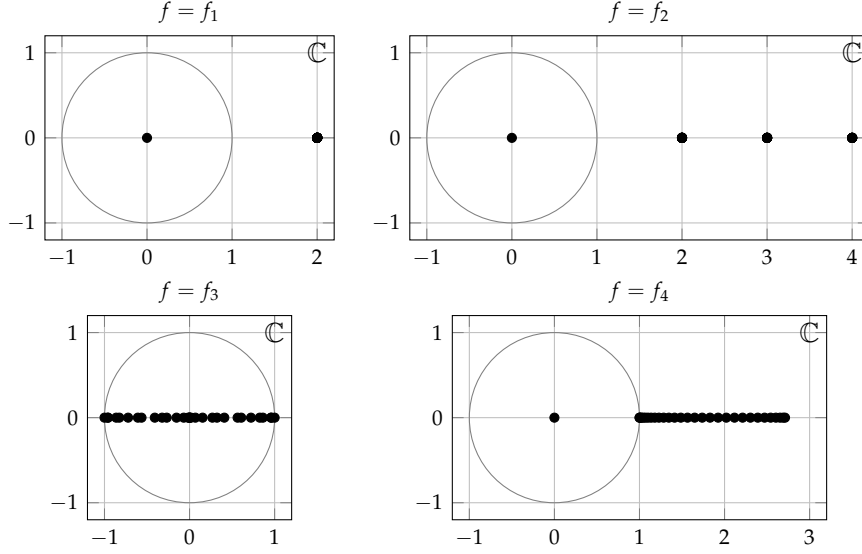 f = f₁
f = f₂
ℂ
1
0
−1
−1 0 1 2
ℂ
1
0
−1
−1 0 1 2 3 4
f = f₃
f = f₄
ℂ
1
0
−1
−1 0 1
ℂ
1
0
−1
−1 0 1 2 3